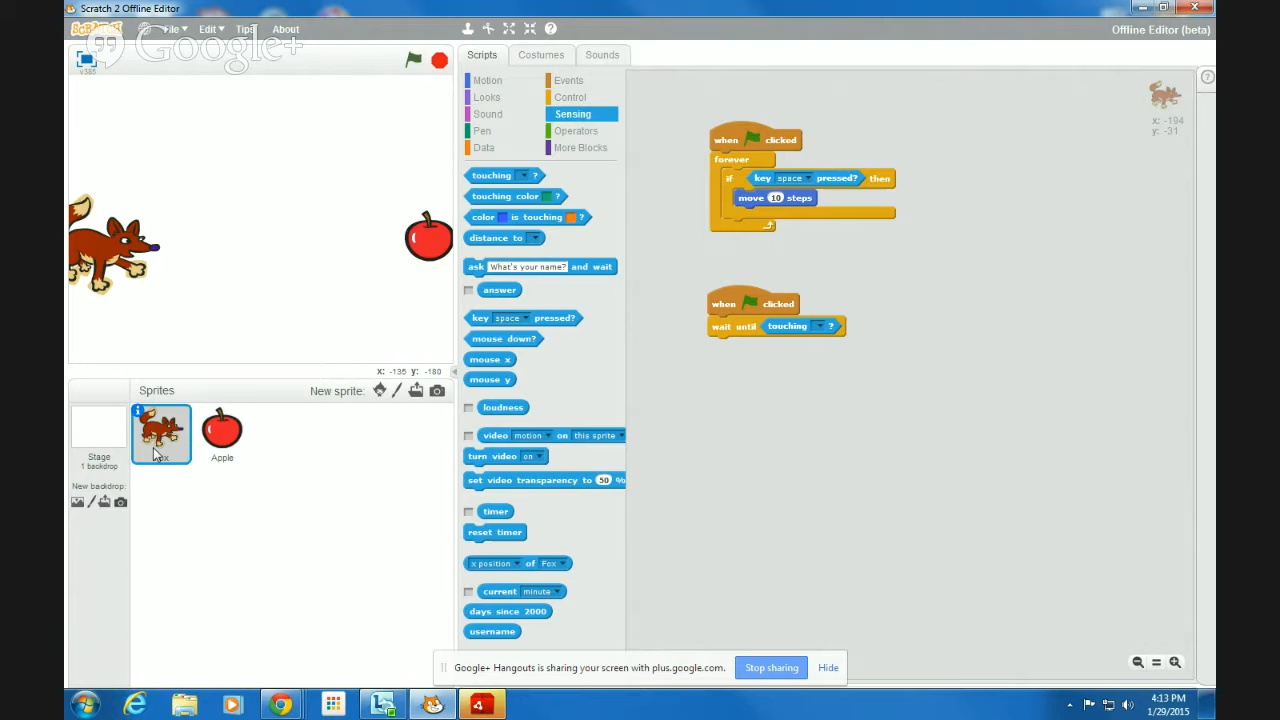 Scratch 2 Offline Editor
SCRATCH File Edit Tips About Offline Editor (beta)
Google+
v385
Scripts Costumes Sounds
Motion Events
Looks Control
Sound Sensing
Pen Operators
Data More Blocks
touching ?
touching color ?
color is touching ?
distance to
ask What's your name? and wait
answer
key space pressed?
mouse down?
mouse x
mouse y
loudness
video motion on this sprite
turn video on
set video transparency to 50 %
timer
reset timer
x position of Fox
current minute
days since 2000
username
x: -194
y: -31
when clicked
forever
if key space pressed? then
move 10 steps
when clicked
wait until touching ?
x: -135 y: -180
Sprites New sprite:
Stage
1 backdrop
New backdrop:
Apple
Google+ Hangouts is sharing your screen with plus.google.com. Stop sharing Hide
4:13 PM
1/29/2015